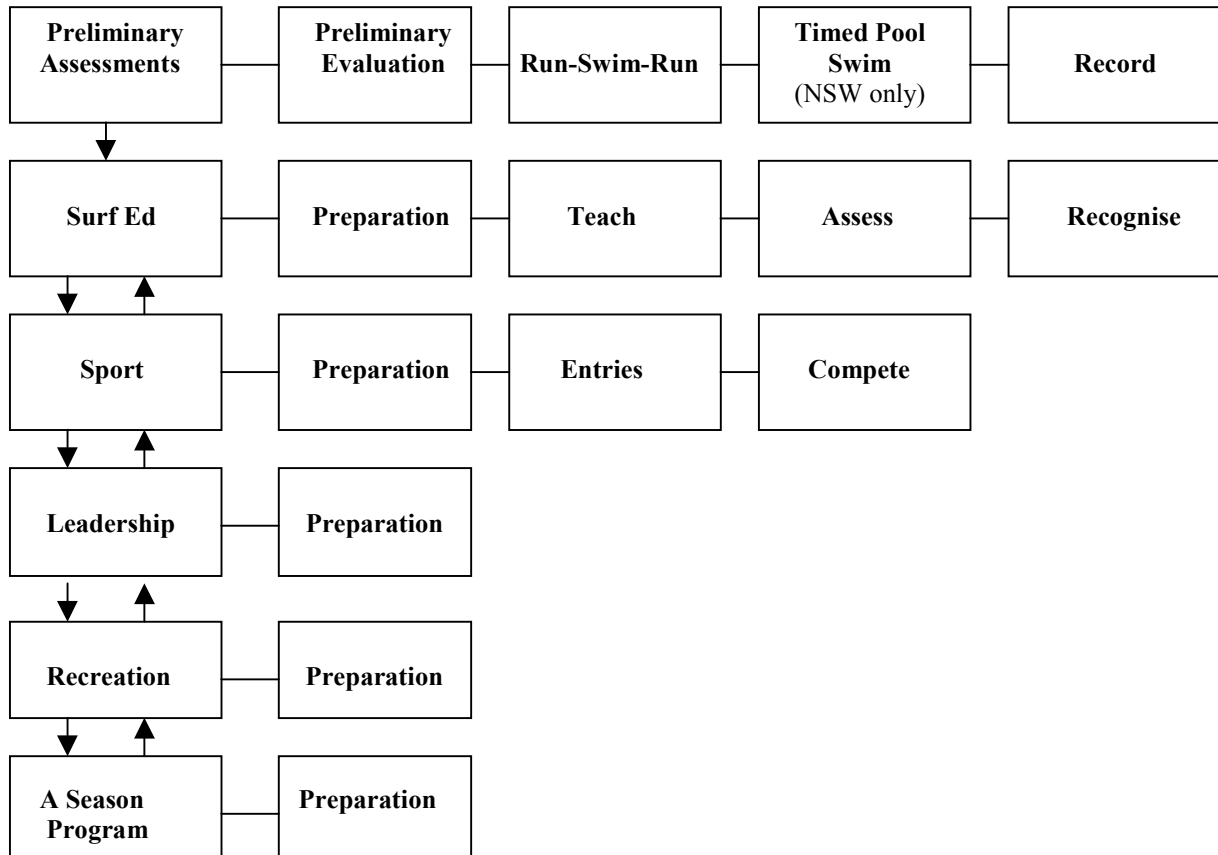 Preliminary
Assessments
Preliminary
Evaluation
Run-Swim-Run
Timed Pool
Swim
(NSW only)
Record
Surf Ed
Preparation
Teach
Assess
Recognise
Sport
Preparation
Entries
Compete
Leadership
Preparation
Recreation
Preparation
A Season
Program
Preparation